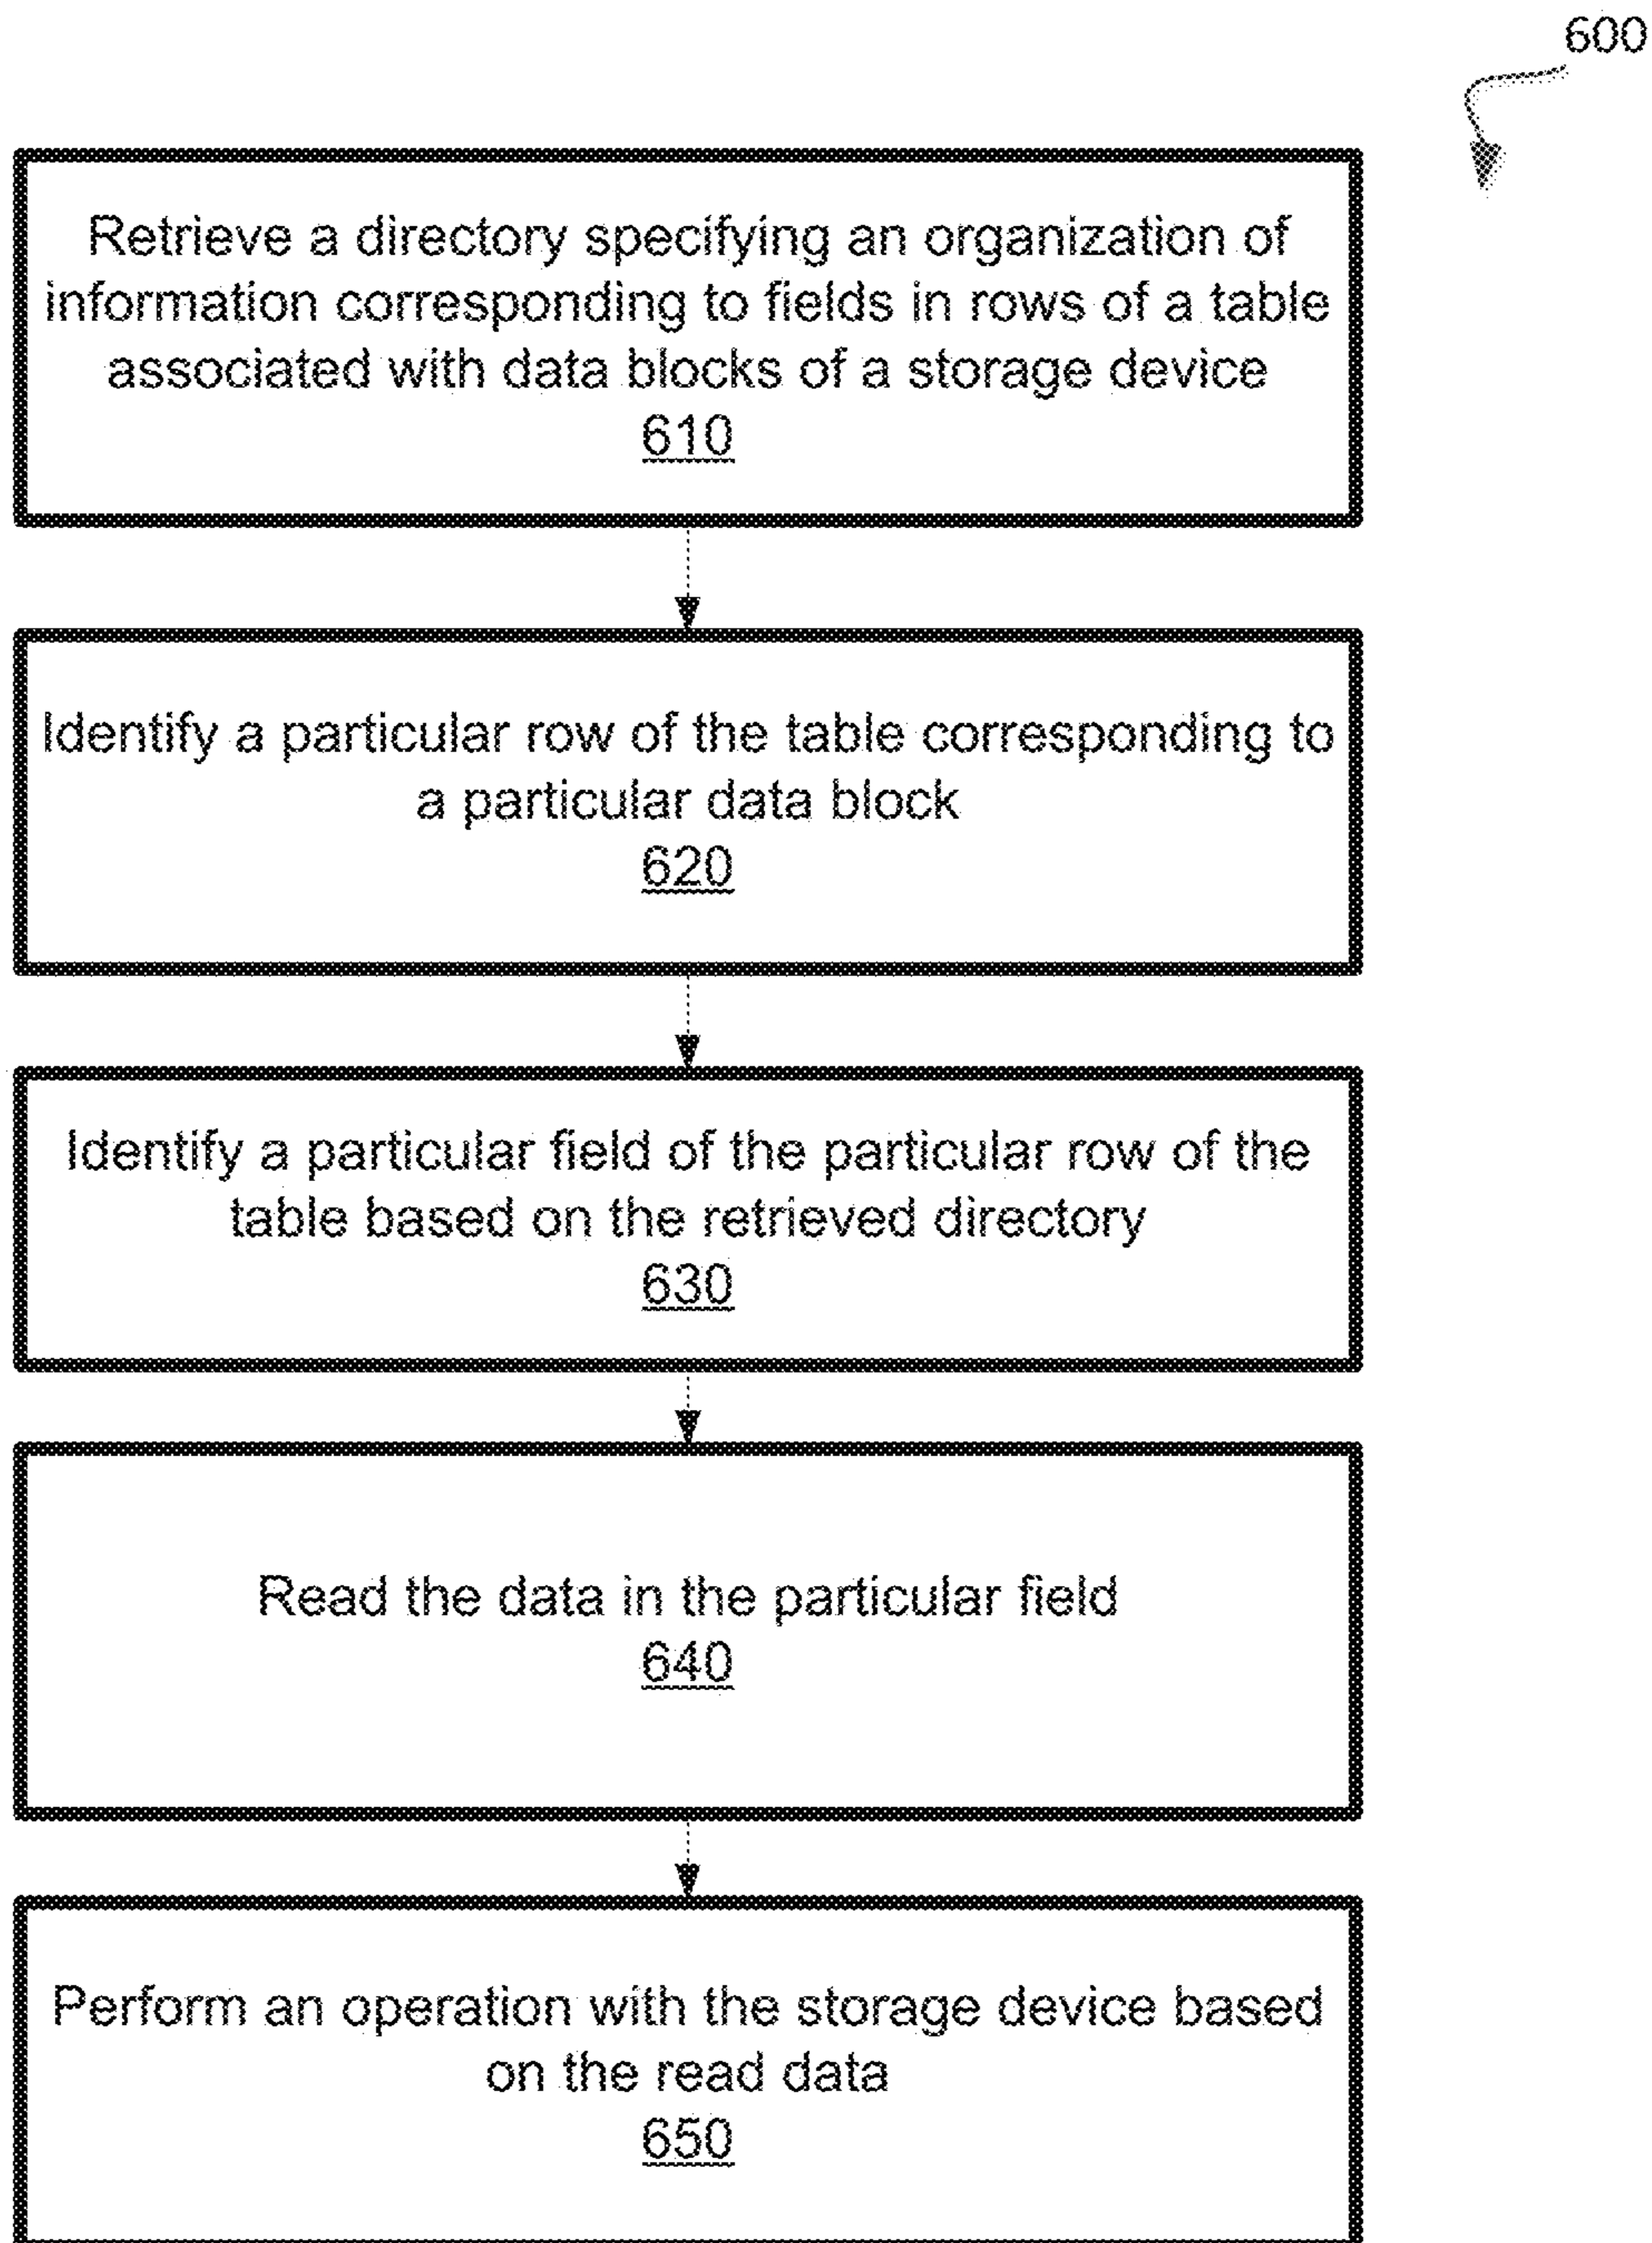 600
Retrieve a directory specifying an organization of
information corresponding to fields in rows of a table
associated with data blocks of a storage device
610
Identify a particular row of the table corresponding to
a particular data block
620
Identify a particular field of the particular row of the
table based on the retrieved directory
630
Read the data in the particular field
640
Perform an operation with the storage device based
on the read data
650